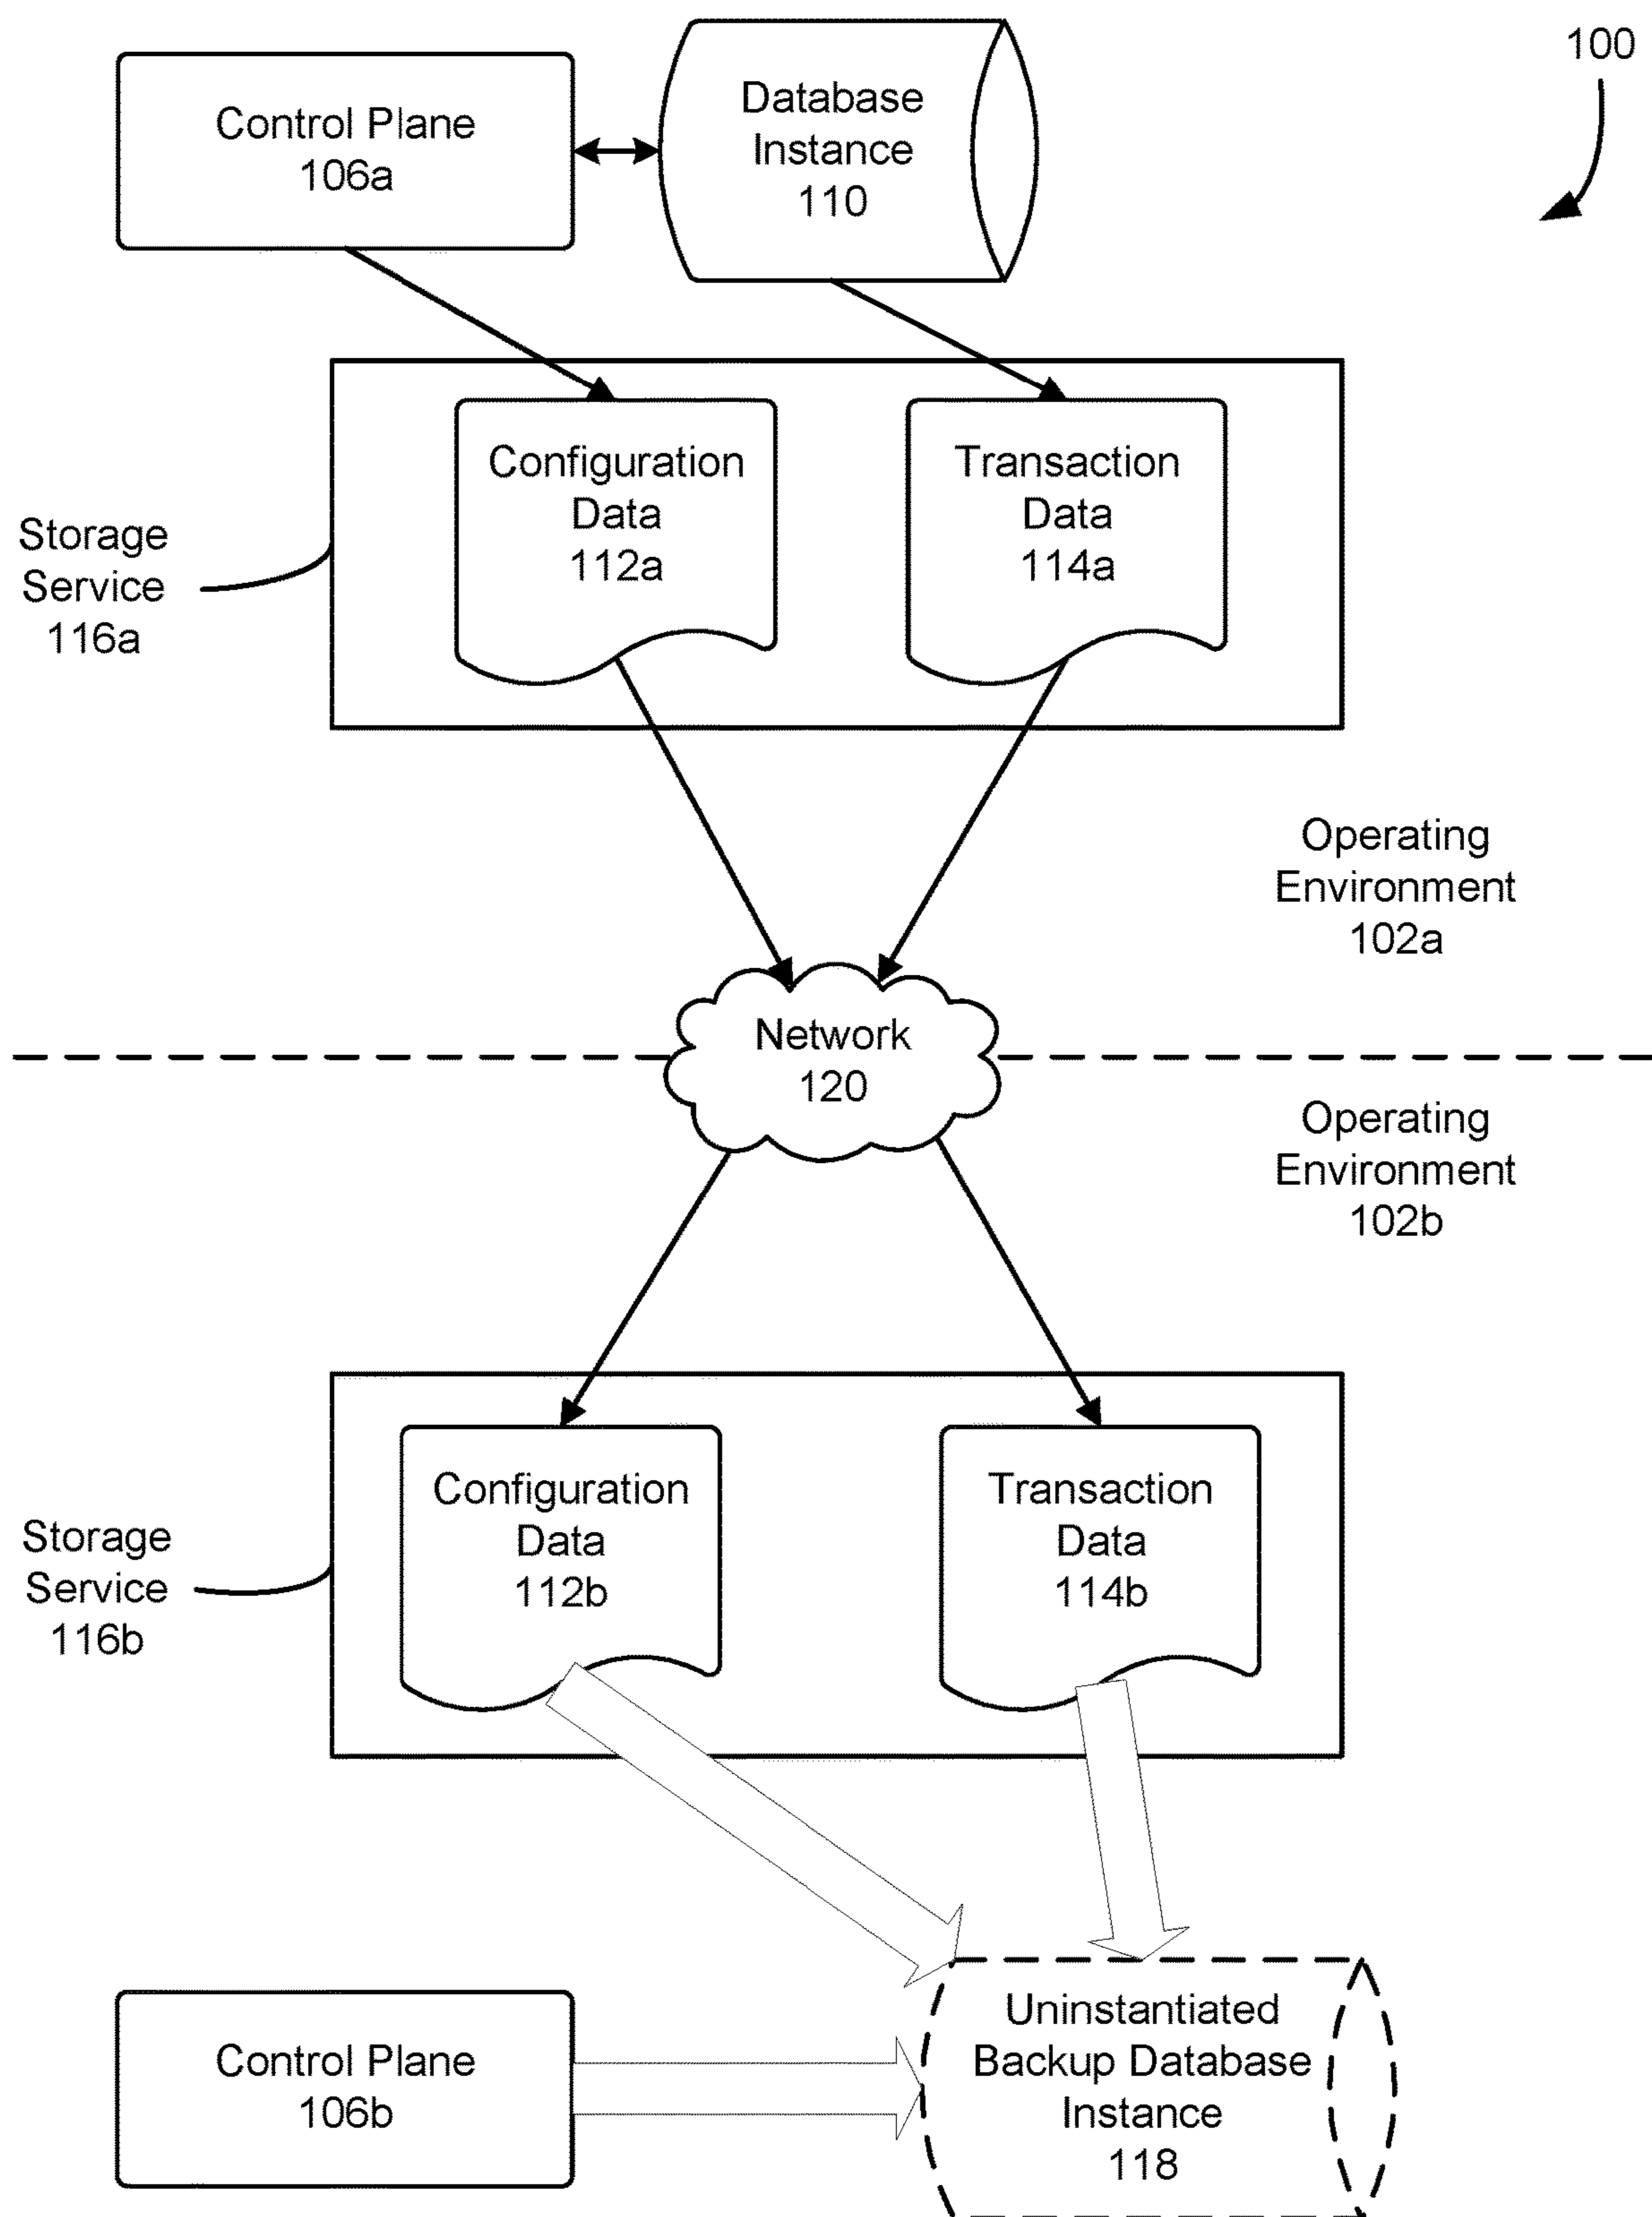 100
Control Plane
106a
Database
Instance
110
Configuration
Data
112a
Transaction
Data
114a
Storage
Service
116a
Operating
Environment
102a
Network
120
Operating
Environment
102b
Configuration
Data
112b
Transaction
Data
114b
Storage
Service
116b
Uninstantiated
Backup Database
Instance
118
Control Plane
106b